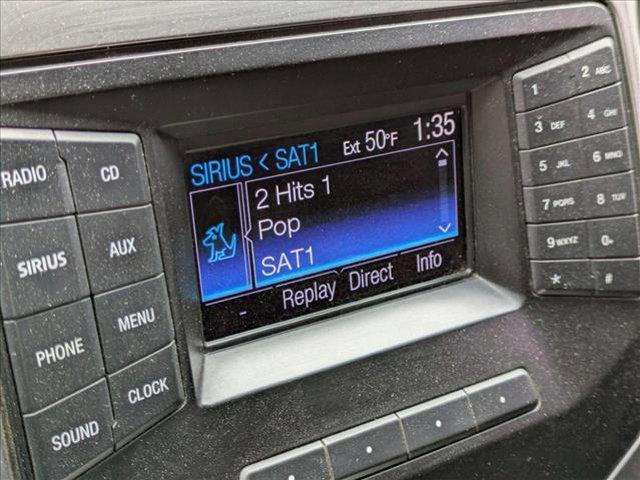 RADIO
CD
SIRIUS
AUX
PHONE
MENU
SOUND
CLOCK
SIRIUS < SAT1
Ext 50°F
1:35
2 Hits 1
Pop
SAT1
-
Replay
Direct
Info
1
2 ABC
3 DEF
4 GHI
5 JKL
6 MNO
7 PQRS
8 TUV
9 WXYZ
0
*
#